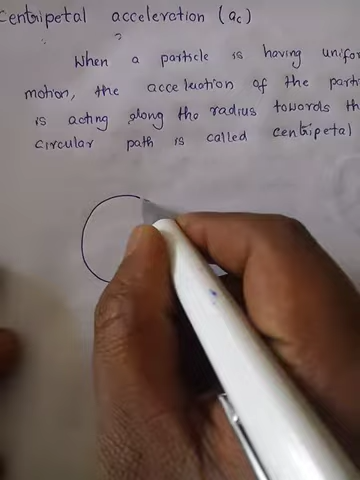 Centripetal acceleration (ac)
?
When a particle is having unifor
motion, the acceleration of the parti
is acting along the radius towards th
circular path is called centripetal